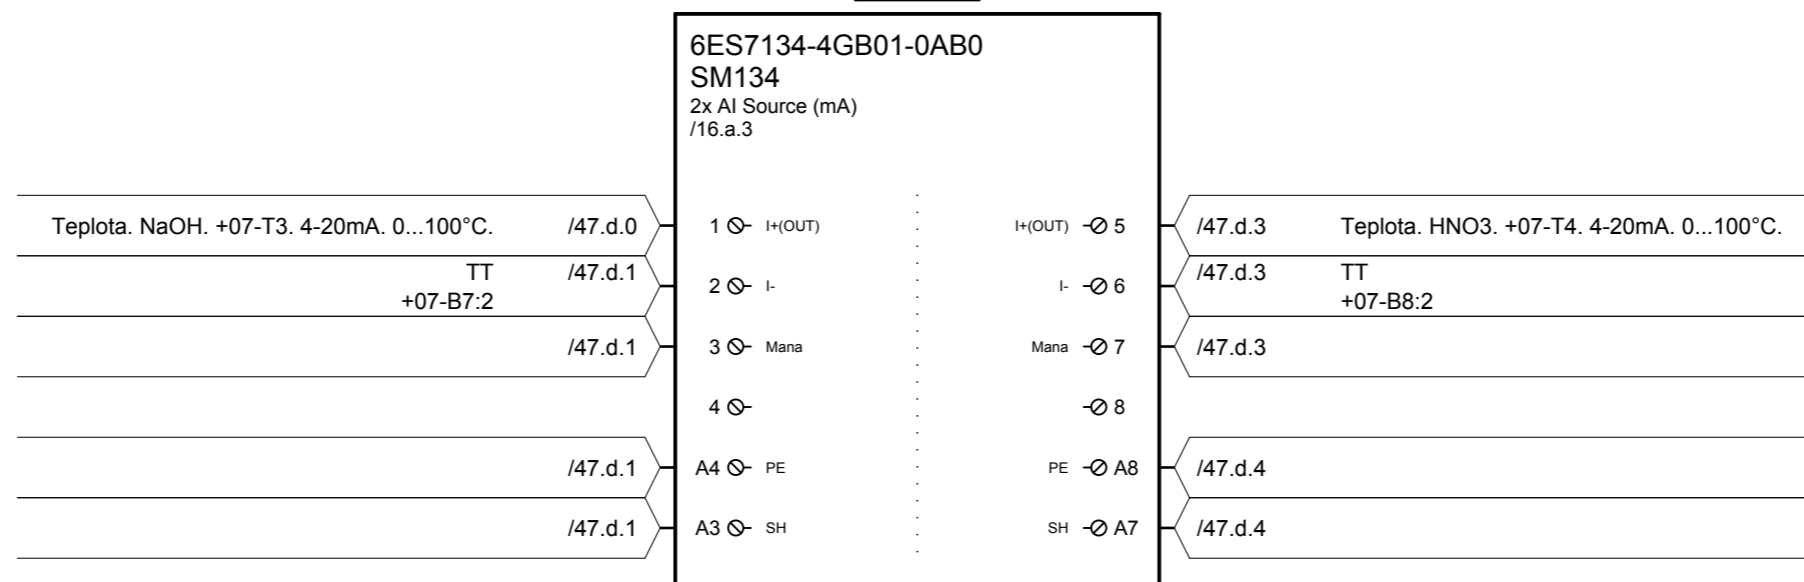 6ES7134-4GB01-0AB0
SM134
2x AI Source (mA)
/16.a.3
Teplota. NaOH. +07-T3. 4-20mA. 0...100°C. /47.d.0 1 I+(OUT) I+(OUT) 5 /47.d.3 Teplota. HNO3. +07-T4. 4-20mA. 0...100°C.
TT /47.d.1 2 I- I- 6 /47.d.3 TT
+07-B7:2 +07-B8:2
/47.d.1 3 Mana Mana 7 /47.d.3
4 8
/47.d.1 A4 PE PE A8 /47.d.4
/47.d.1 A3 SH SH A7 /47.d.4